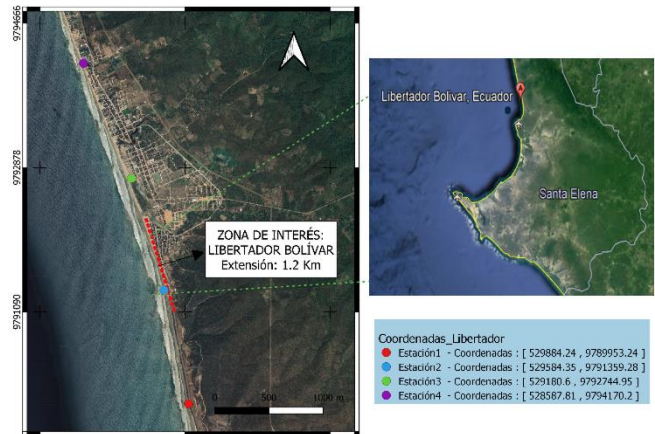 9794666
9792878
9791090
ZONA DE INTERÉS:
LIBERTADOR BOLÍVAR
Extensión: 1.2 Km
0 500 1000 m
Libertador Bolivar, Ecuador
A
Santa Elena
Coordenadas_Libertador
Estación1 - Coordenadas : [ 529884.24 , 9789953.24 ]
Estación2 - Coordenadas : [ 529584.35 , 9791359.28 ]
Estación3 - Coordenadas : [ 529180.6 , 9792744.95 ]
Estación4 - Coordenadas : [ 528587.81 , 9794170.2 ]